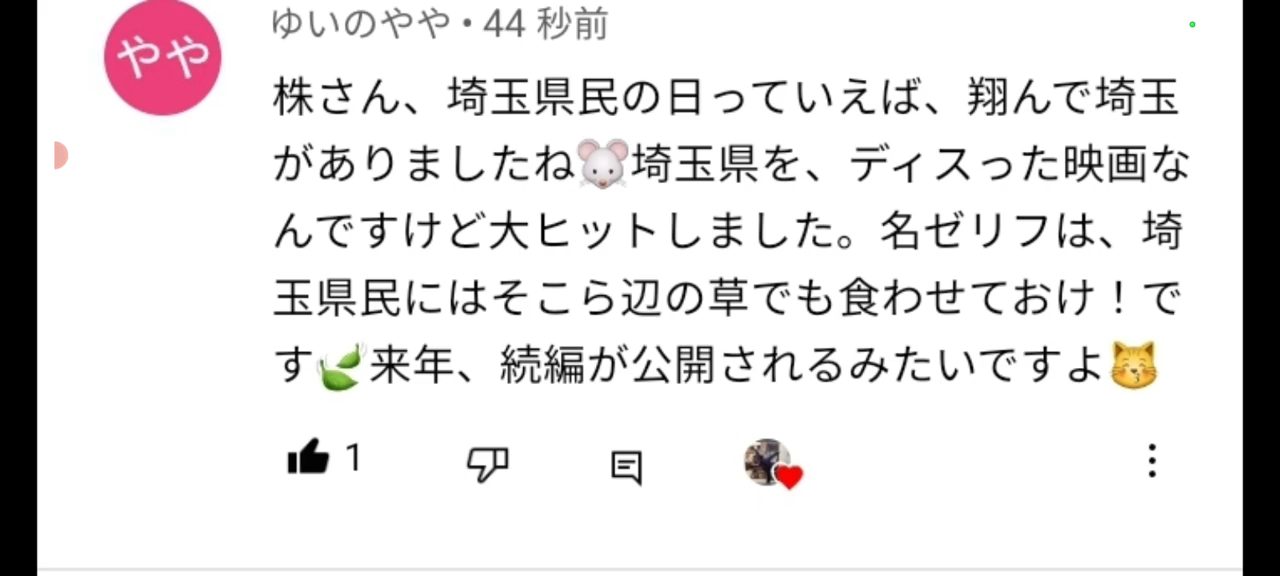 やや
ゆいのやや • 44 秒前
株さん、埼玉県民の日っていえば、翔んで埼玉
がありましたね🐭埼玉県を、ディスった映画な
んですけど大ヒットしました。名ゼリフは、埼
玉県民にはそこら辺の草でも食わせておけ！で
す🍃来年、続編が公開されるみたいですよ😽
1